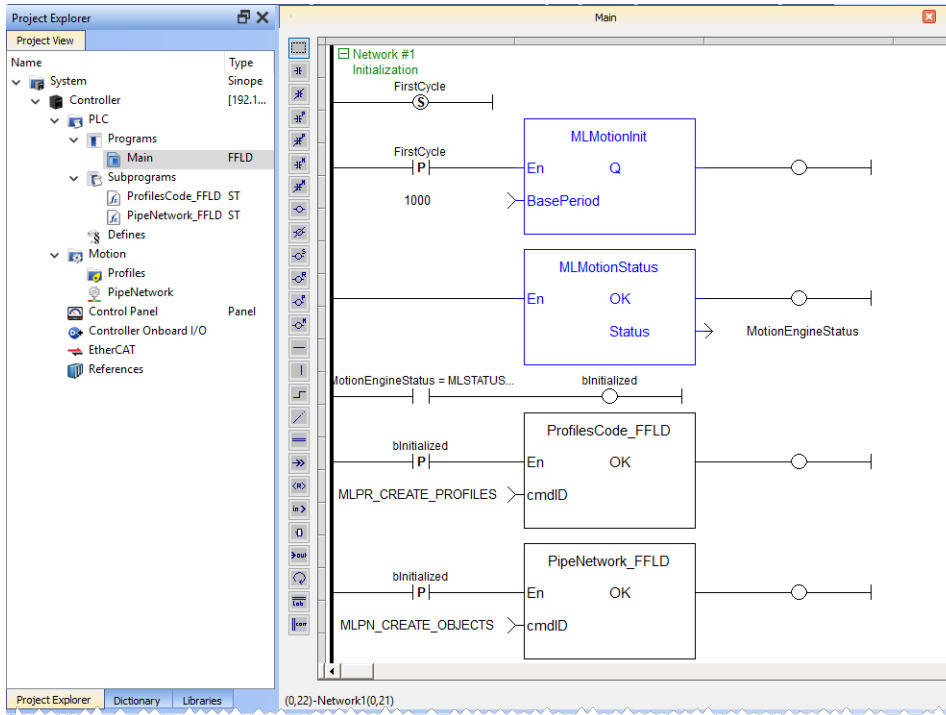 Project Explorer
Project View
Name Type
System Sinope
Controller [192.1...
PLC
Programs
Main FFLD
Subprograms
ProfilesCode_FFLD ST
PipeNetwork_FFLD ST
Defines
Motion
Profiles
PipeNetwork
Control Panel Panel
Controller Onboard I/O
EtherCAT
References
Project Explorer Dictionary Libraries
Main
Network #1
Initialization
FirstCycle
S
MLMotionInit
FirstCycle
P
En Q
1000
BasePeriod
MLMotionStatus
En OK
Status MotionEngineStatus
MotionEngineStatus = MLSTATUS... bInitialized
ProfilesCode_FFLD
bInitialized
P
En OK
MLPR_CREATE_PROFILES cmdID
PipeNetwork_FFLD
bInitialized
P
En OK
MLPN_CREATE_OBJECTS cmdID
(0,22)-Network1(0,21)